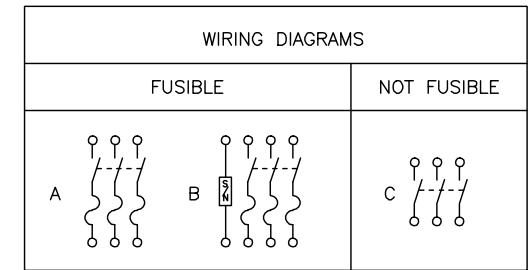 WIRING DIAGRAMS
FUSIBLE
NOT FUSIBLE
A
B
S/N
C